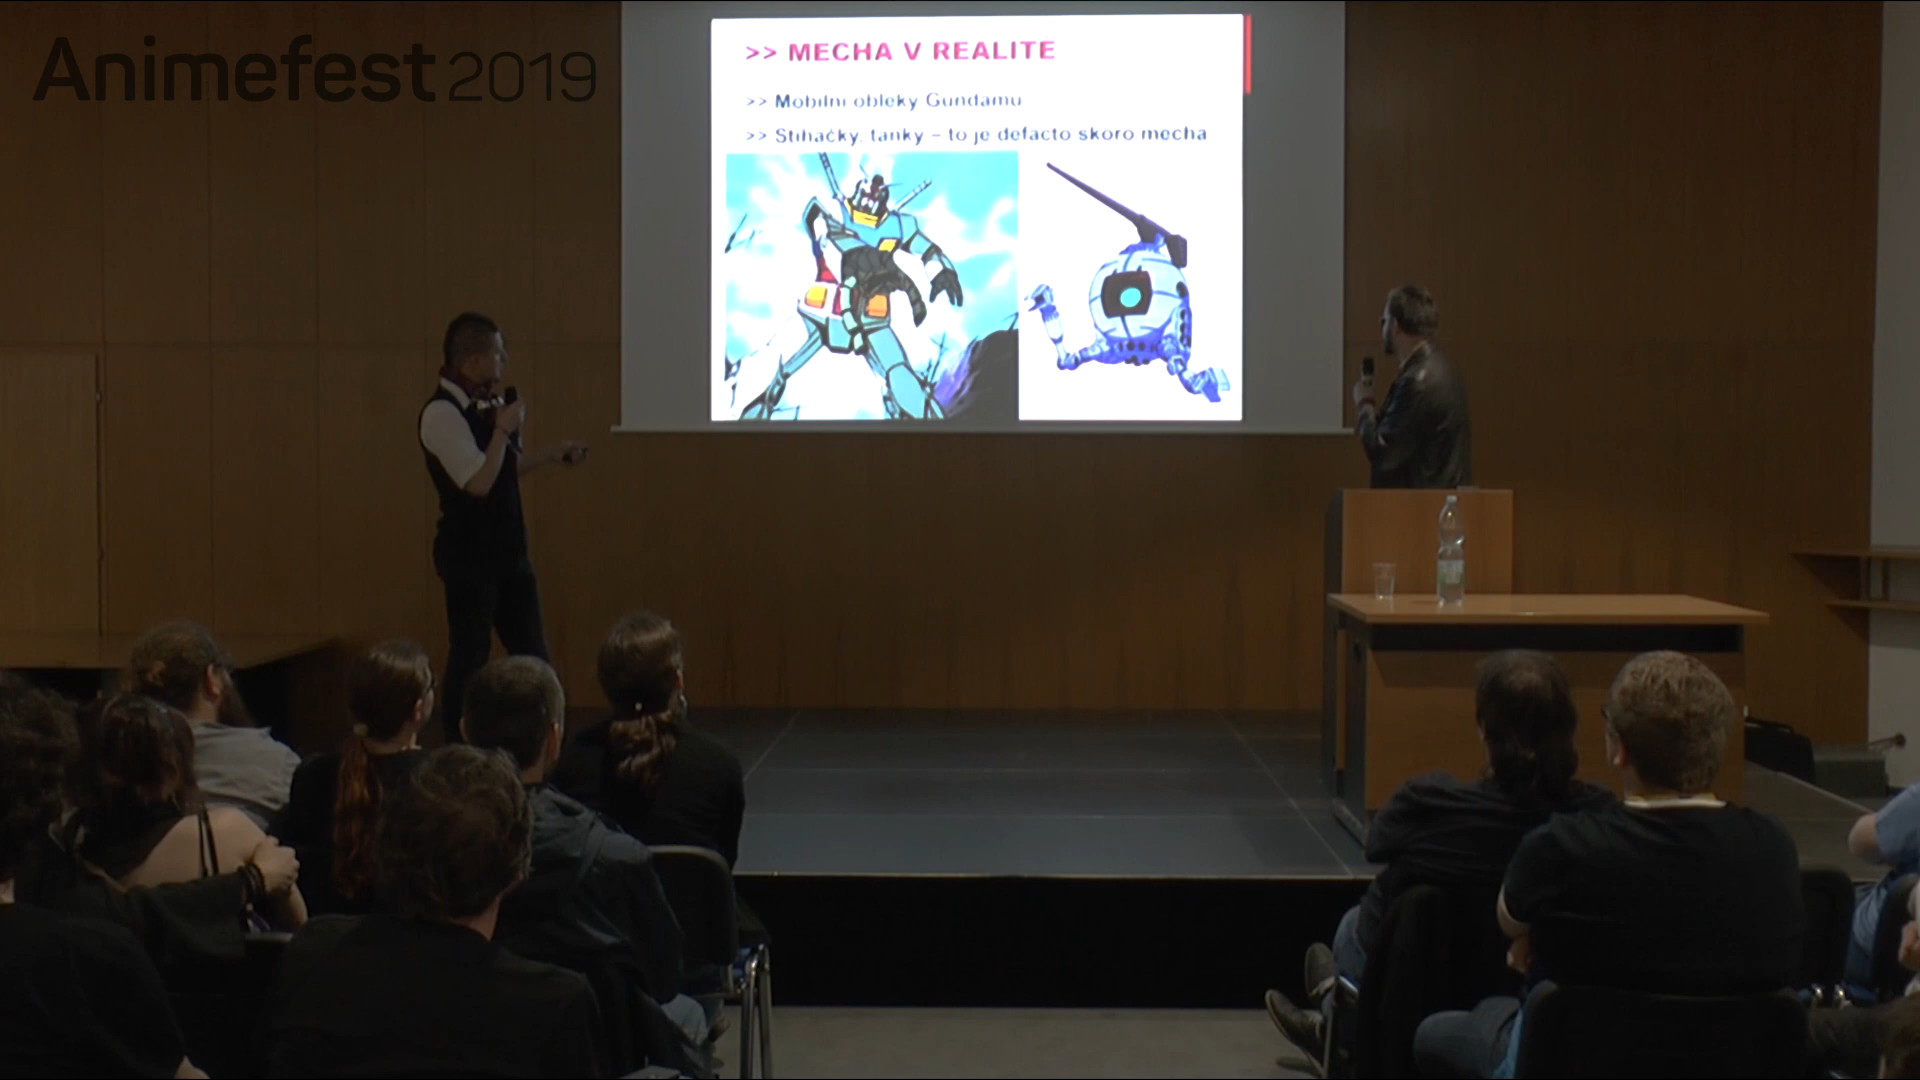 Animefest 2019
>> MECHA V REALITE
>> Mobilní obleky Gundamu
>> Stíhačky, tanky – to je defacto skoro mecha